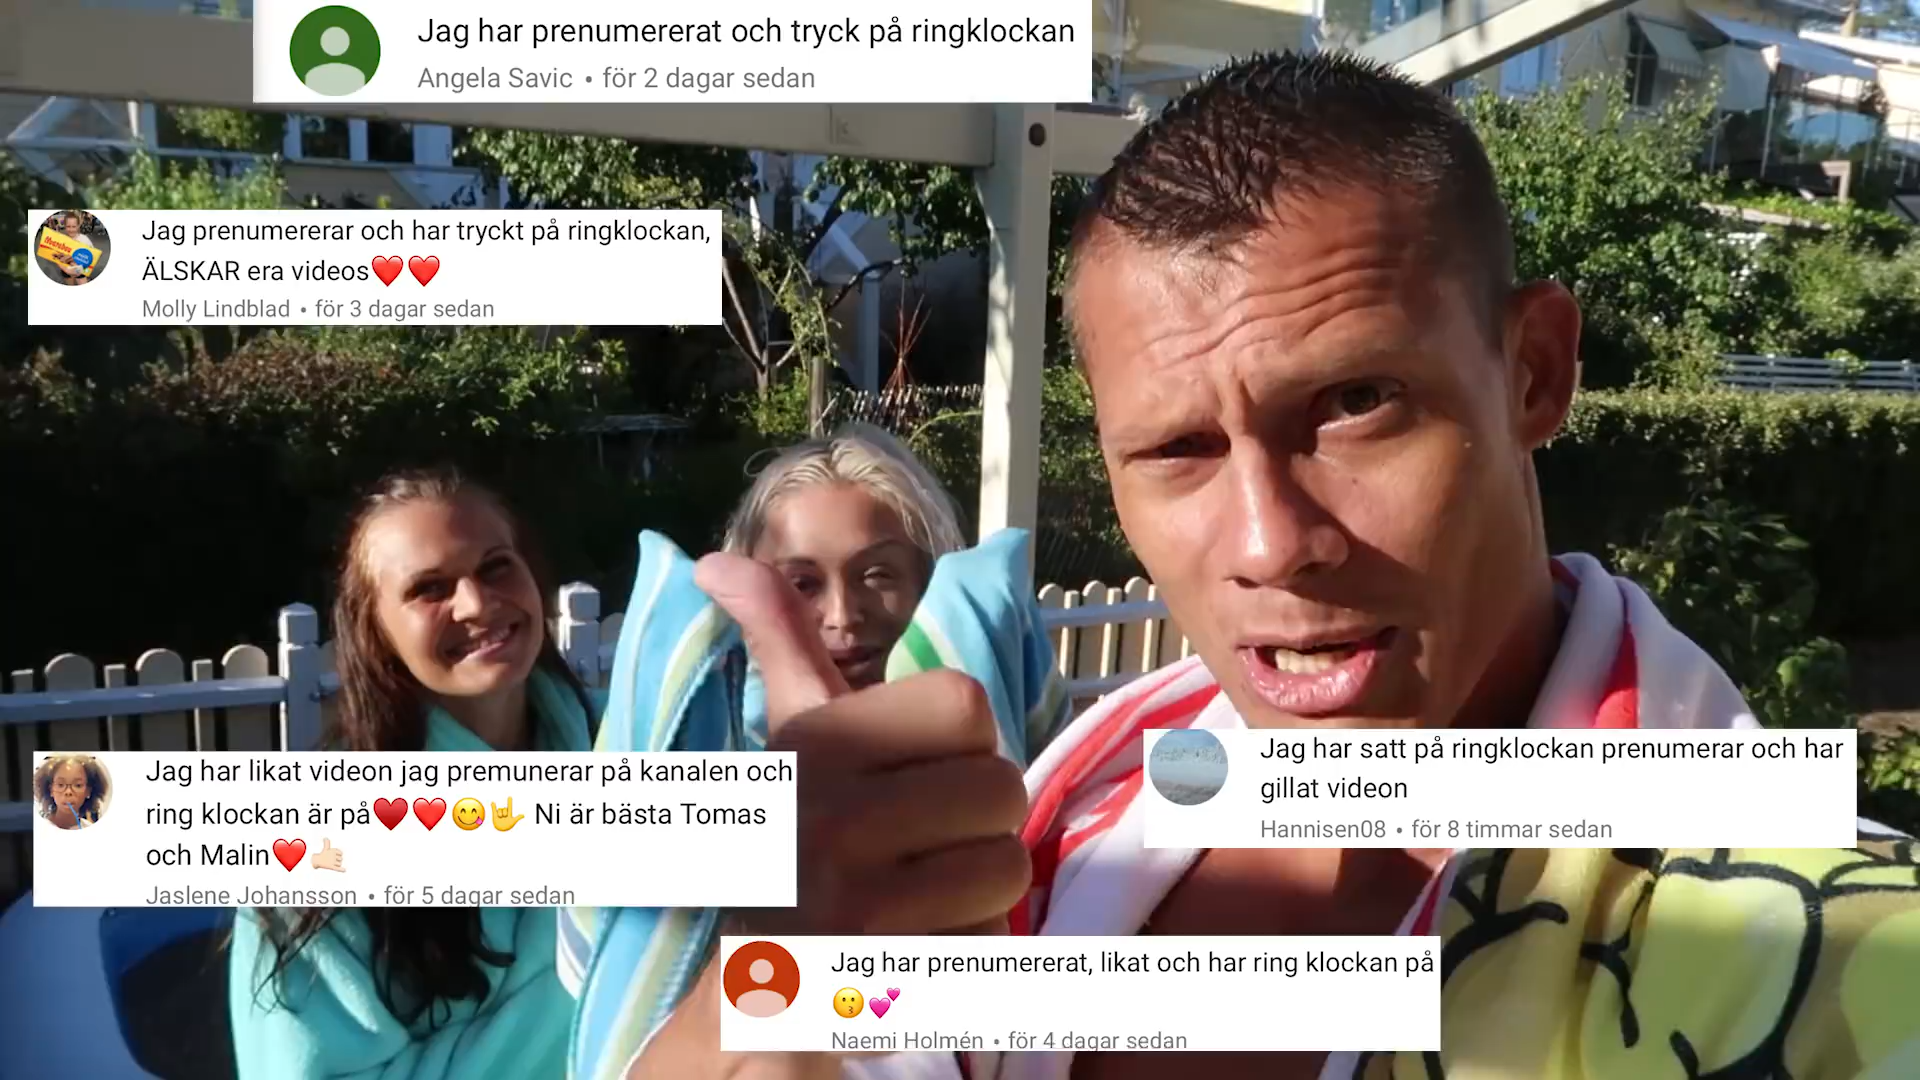 Jag har prenumererat och tryck på ringklockan
Angela Savic • för 2 dagar sedan
Jag prenumererar och har tryckt på ringklockan,
ÄLSKAR era videos❤️❤️
Molly Lindblad • för 3 dagar sedan
Jag har likat videon jag premunerar på kanalen och
ring klockan är på♥️❤️😋🤟 Ni är bästa Tomas
och Malin❤️🤙🏻
Jaslene Johansson • för 5 dagar sedan
Jag har satt på ringklockan prenumerar och har
gillat videon
Hannisen08 • för 8 timmar sedan
Jag har prenumererat, likat och har ring klockan på
😗💕
Naemi Holmén • för 4 dagar sedan